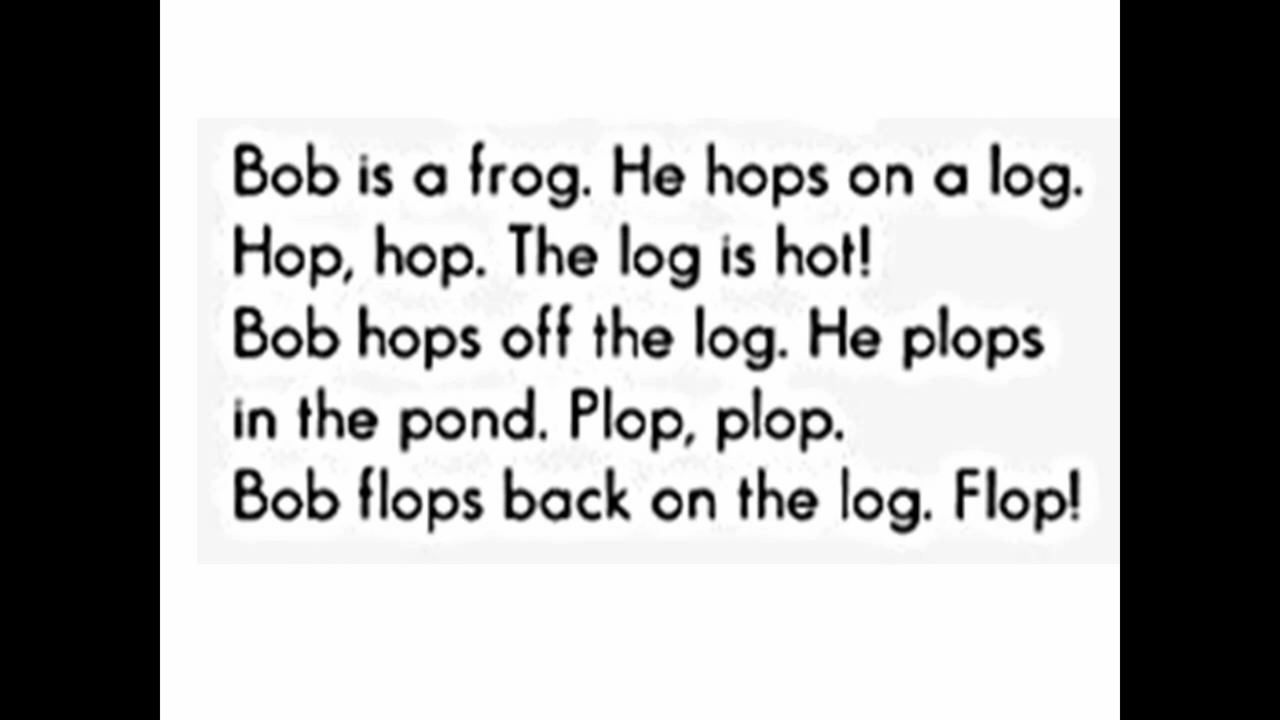 Bob is a frog. He hops on a log.
Hop, hop. The log is hot!
Bob hops off the log. He plops
in the pond. Plop, plop.
Bob flops back on the log. Flop!